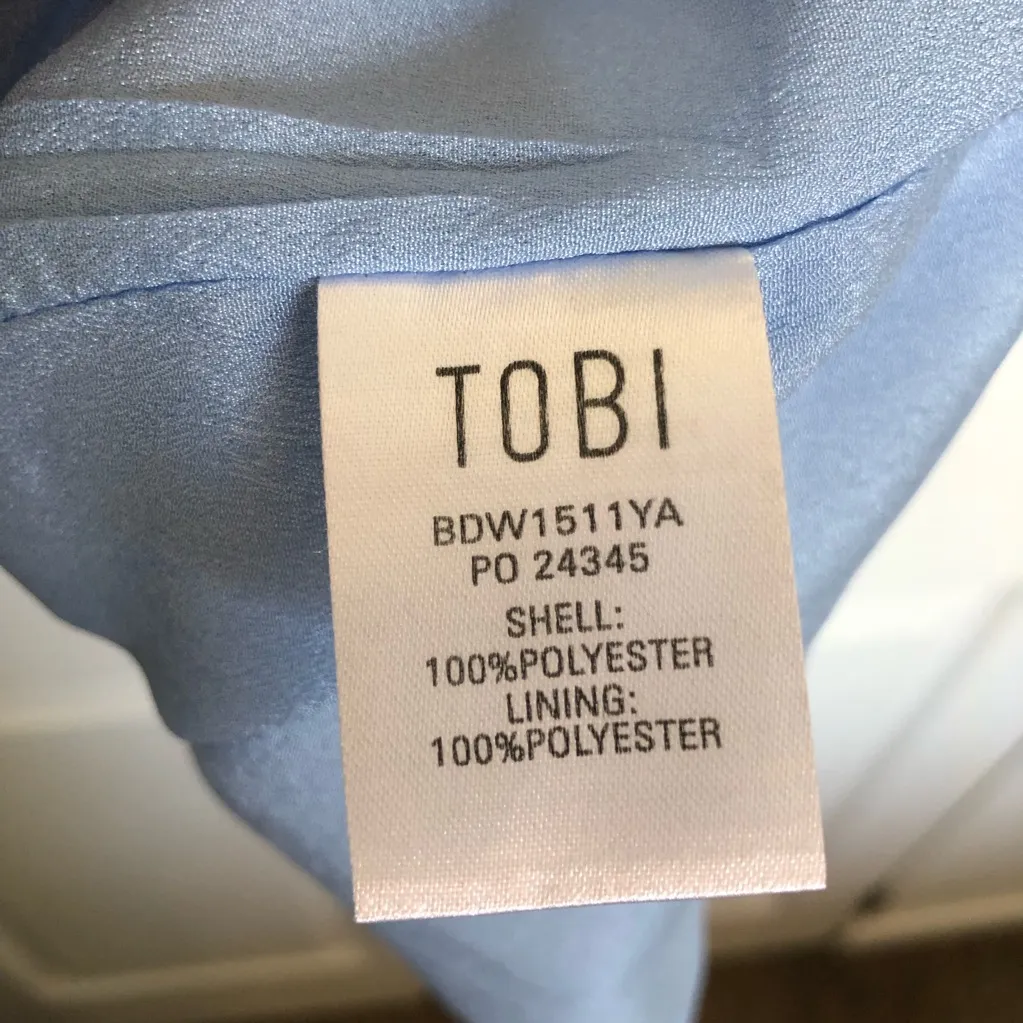 TOBI
BDW1511YA
PO 24345
SHELL:
100%POLYESTER
LINING:
100%POLYESTER